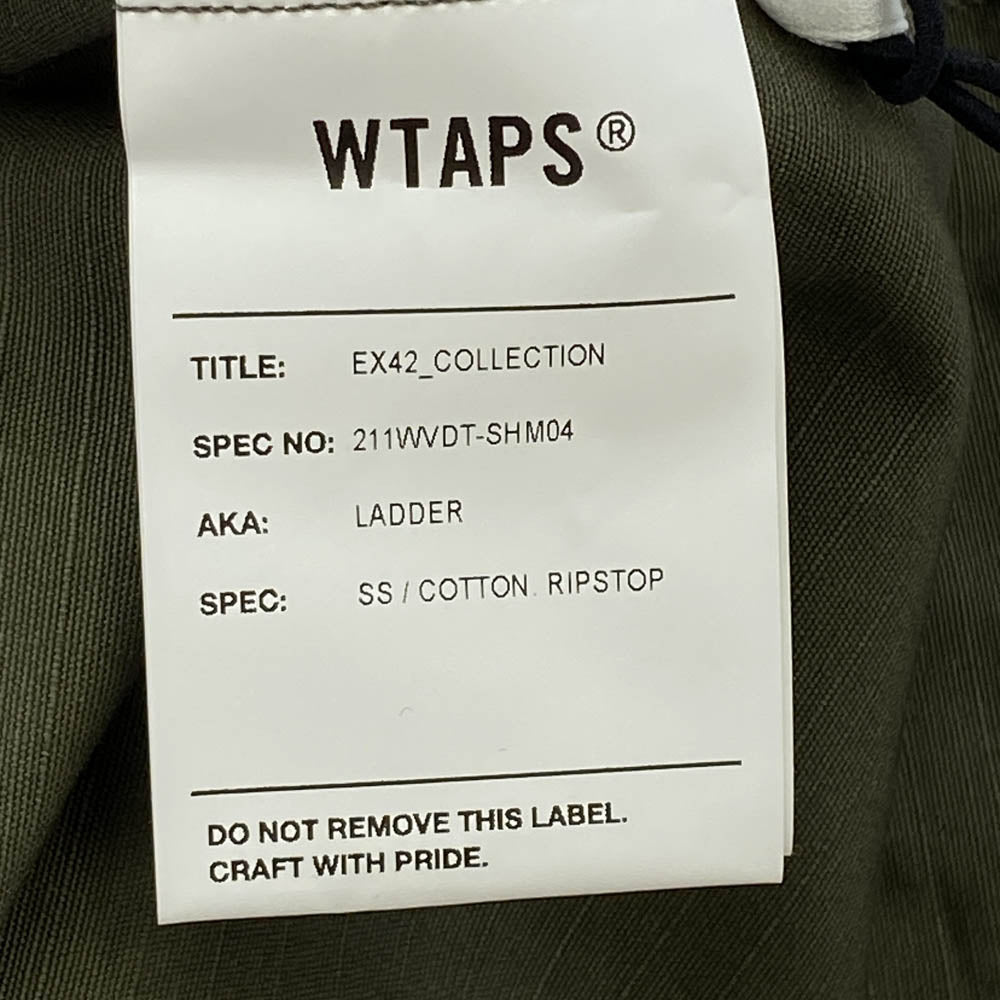 WTAPS®
TITLE: EX42_COLLECTION
SPEC NO: 211WVDT-SHM04
AKA: LADDER
SPEC: SS / COTTON. RIPSTOP
DO NOT REMOVE THIS LABEL.
CRAFT WITH PRIDE.